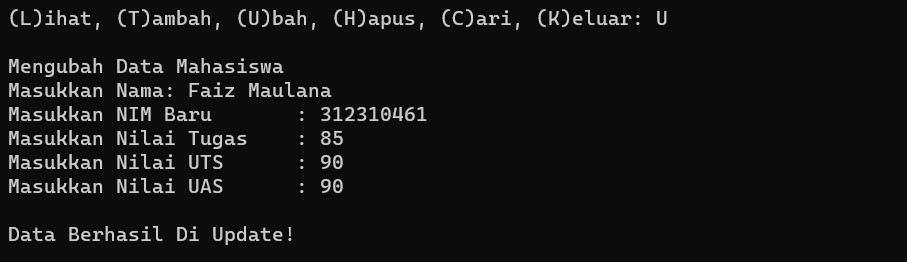 (L)ihat, (T)ambah, (U)bah, (H)apus, (C)ari, (K)eluar: U
Mengubah Data Mahasiswa
Masukkan Nama: Faiz Maulana
Masukkan NIM Baru       : 312310461
Masukkan Nilai Tugas    : 85
Masukkan Nilai UTS      : 90
Masukkan Nilai UAS      : 90
Data Berhasil Di Update!